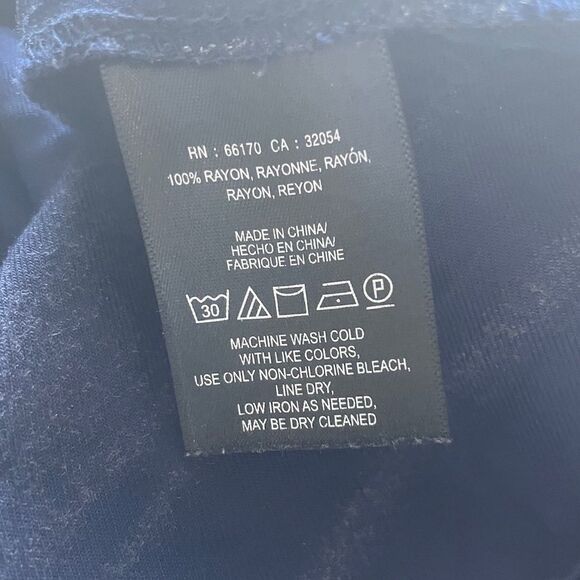 RN : 66170 CA : 32054
100% RAYON, RAYONNE, RAYÓN,
RAYON, REYON
MADE IN CHINA/
HECHO EN CHINA/
FABRIQUE EN CHINE
30 P
MACHINE WASH COLD
WITH LIKE COLORS,
USE ONLY NON-CHLORINE BLEACH,
LINE DRY,
LOW IRON AS NEEDED,
MAY BE DRY CLEANED